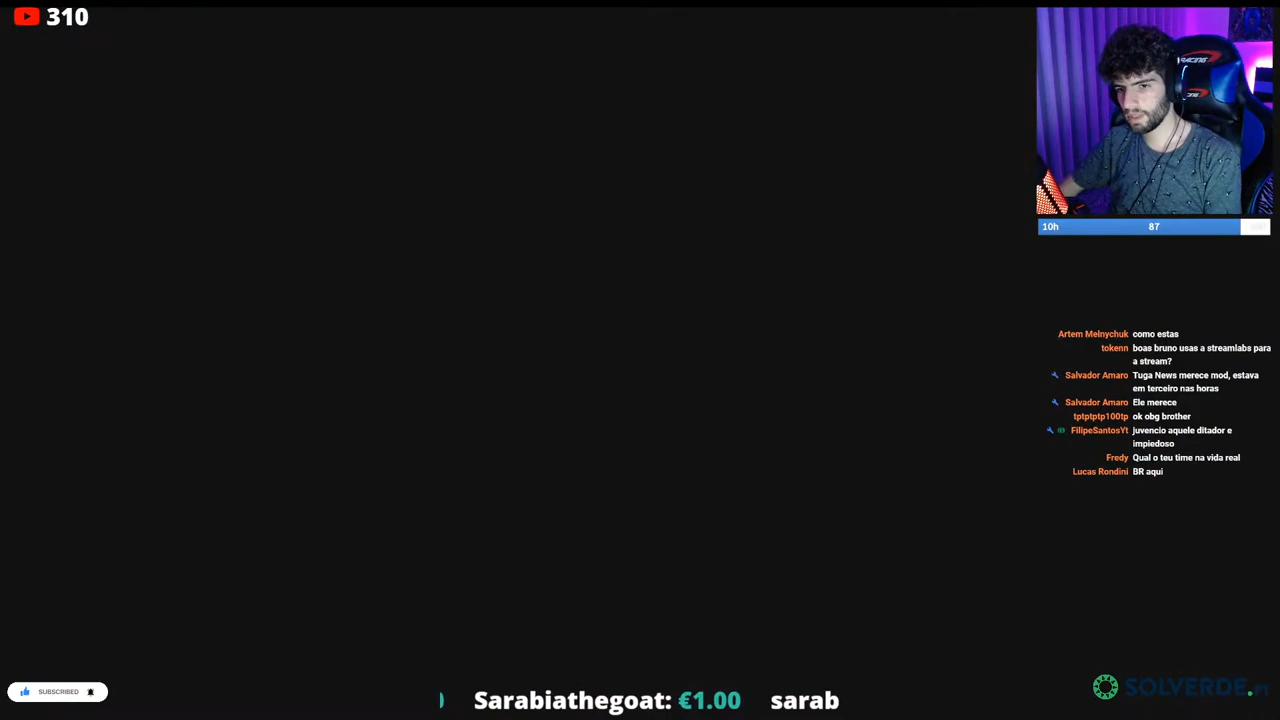 310
RACING
10h 87
Artem Melnychuk como estas
tokenn boas bruno usas a streamlabs para
a stream?
Salvador Amaro Tuga News merece mod, estava
em terceiro nas horas
Salvador Amaro Ele merece
tptptptp100tp ok obg brother
FilipeSantosYt juvencio aquele ditador e
impiedoso
Fredy Qual o teu time na vida real
Lucas Rondini BR aqui
SUBSCRIBED
Sarabiathegoat: €1.00 sarab
SOLVERDE.PT